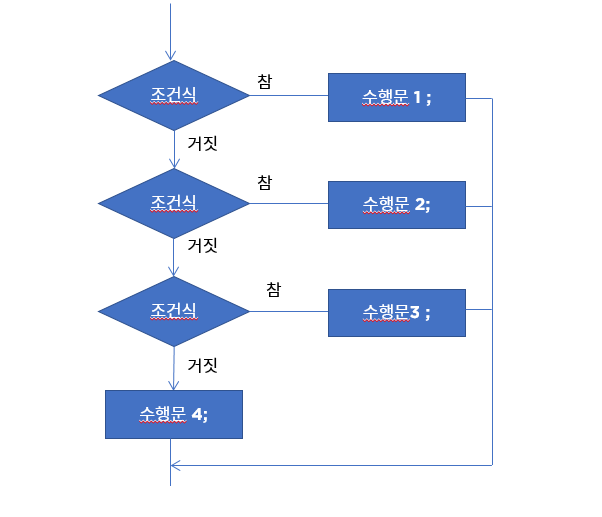 조건식
참
수행문 1 ;
거짓
조건식
참
수행문 2;
거짓
조건식
참
수행문3 ;
거짓
수행문 4;